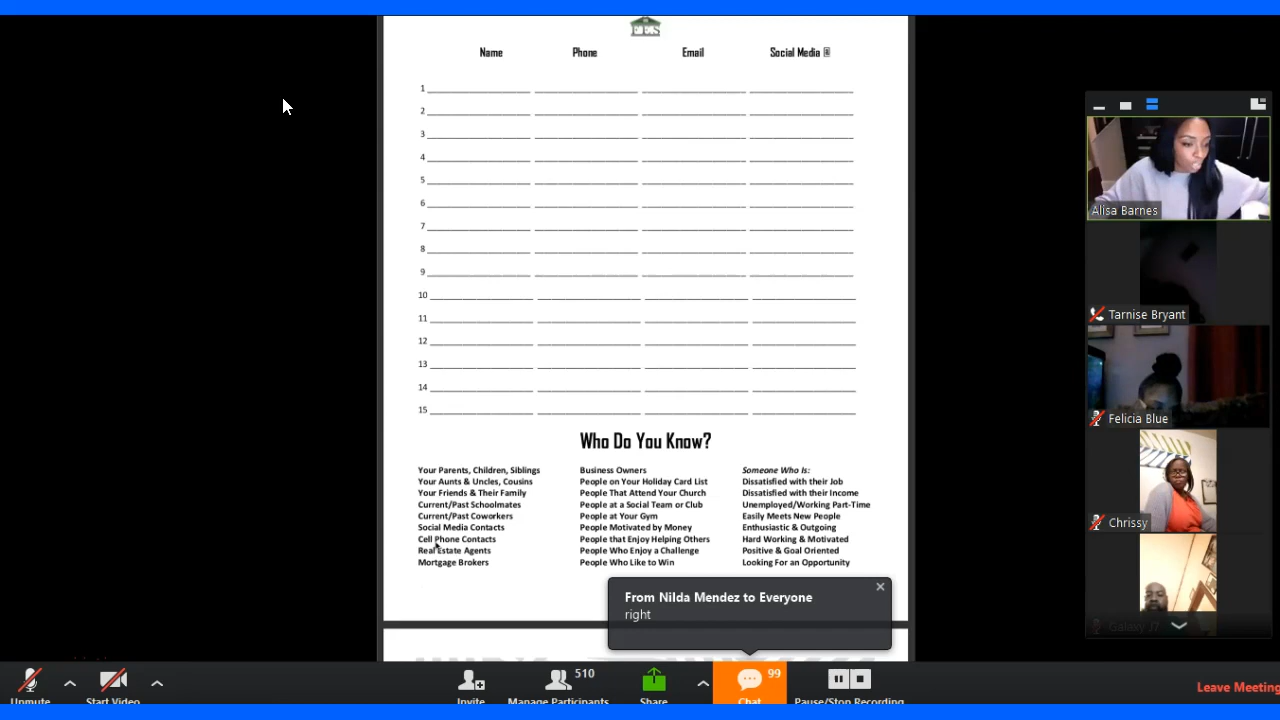 FES
Name Phone Email Social Media @
1
2
3
4
5
6
7
8
9
10
11
12
13
14
15
Who Do You Know?
Your Parents, Children, Siblings
Your Aunts & Uncles, Cousins
Your Friends & Their Family
Current/Past Schoolmates
Current/Past Coworkers
Social Media Contacts
Cell Phone Contacts
Real Estate Agents
Mortgage Brokers
Business Owners
People on Your Holiday Card List
People That Attend Your Church
People at a Social Team or Club
People at Your Gym
People Motivated by Money
People that Enjoy Helping Others
People Who Enjoy a Challenge
People Who Like to Win
Someone Who Is:
Dissatisfied with their Job
Dissatisfied with their Income
Unemployed/Working Part-Time
Easily Meets New People
Enthusiastic & Outgoing
Hard Working & Motivated
Positive & Goal Oriented
Looking For an Opportunity
From Nilda Mendez to Everyone
right
Alisa Barnes
Tarnise Bryant
Felicia Blue
Chrissy
Galaxy J7
Unmute
Start Video
Invite
510
Manage Participants
Share
99
Chat
Pause/Stop Recording
Leave Meeting